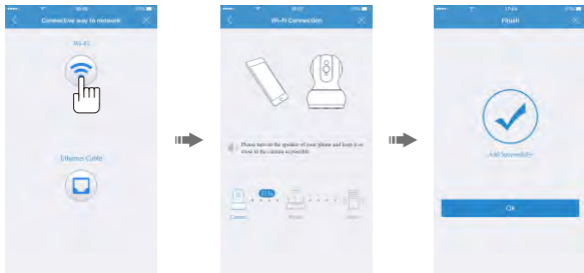 Connective way to network
Wi-Fi
Ethernet Cable
Wi-Fi Connection
Please turn on the speaker of your phone and keep it as
close to the camera as possible
Camera
Router
Finish
Add Successfully
Ok